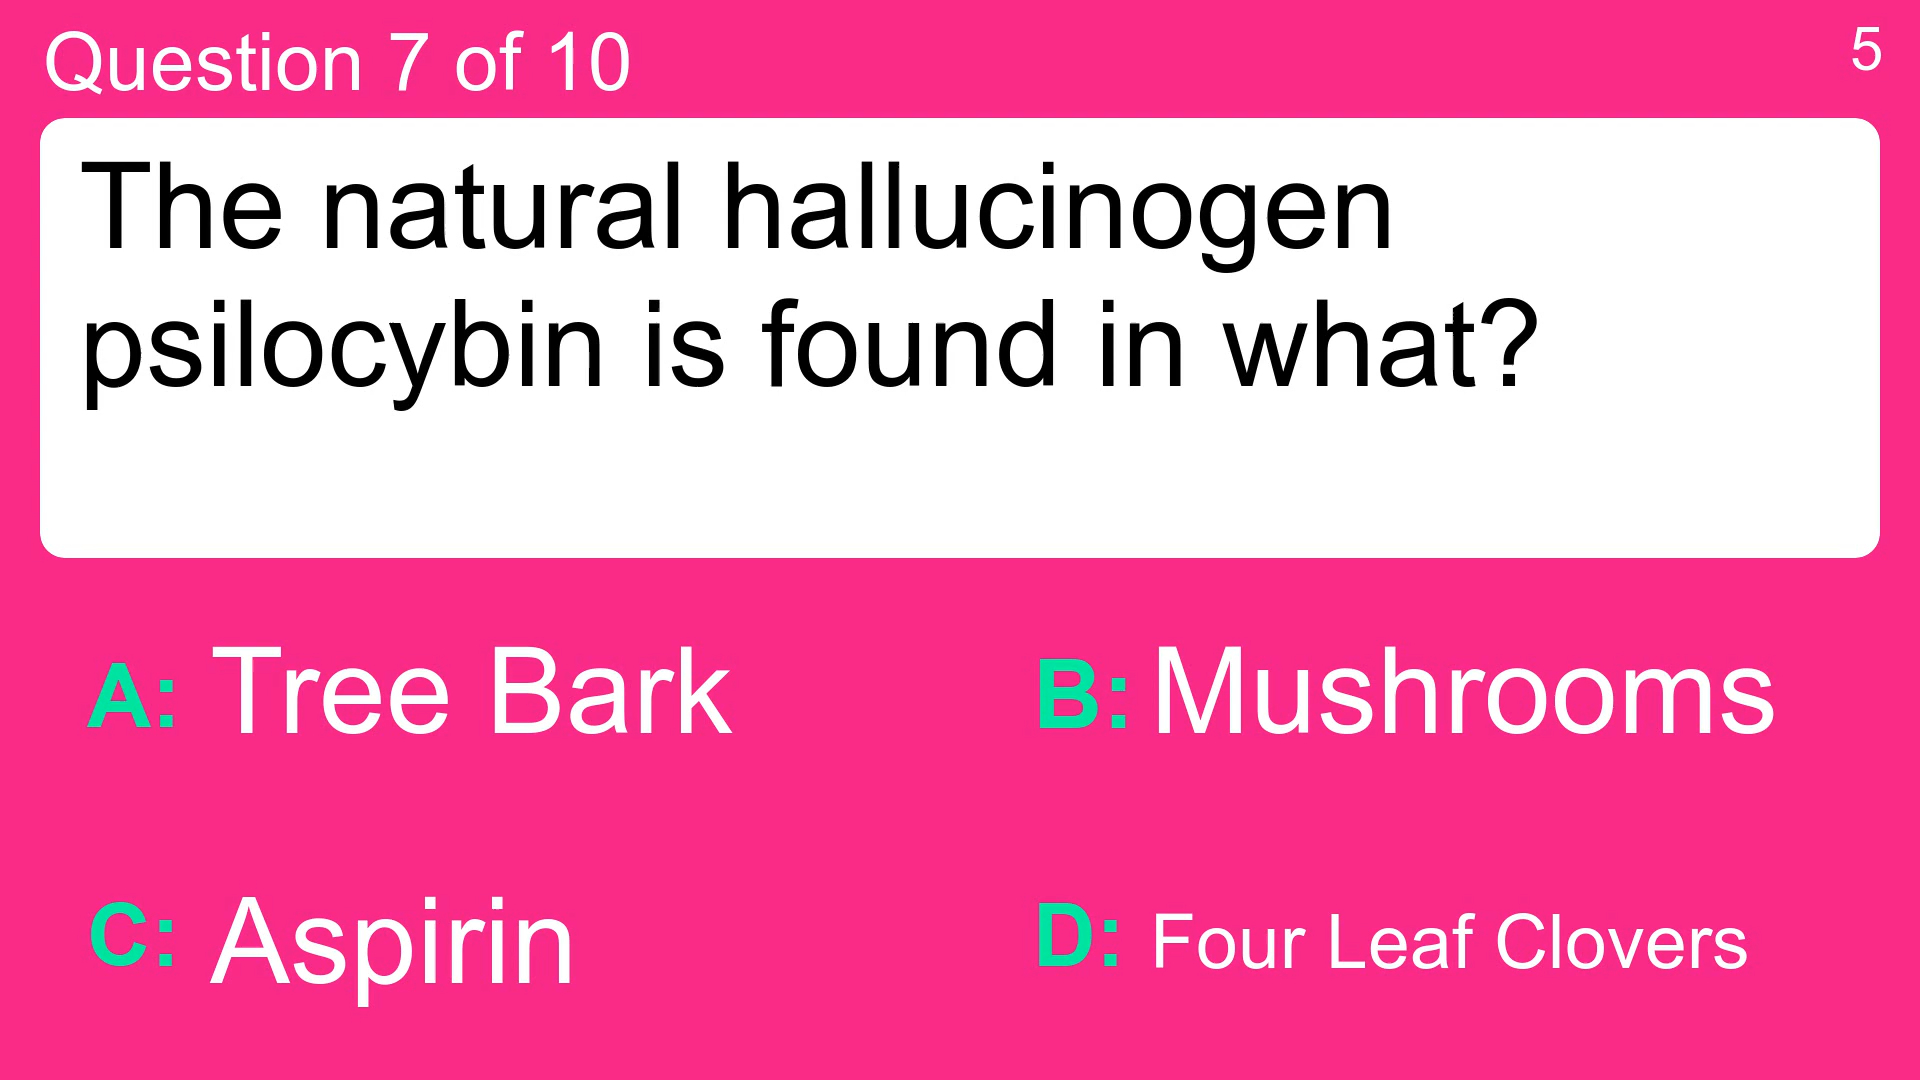 Question 7 of 10
5
The natural hallucinogen
psilocybin is found in what?
A: Tree Bark
B: Mushrooms
C: Aspirin
D: Four Leaf Clovers